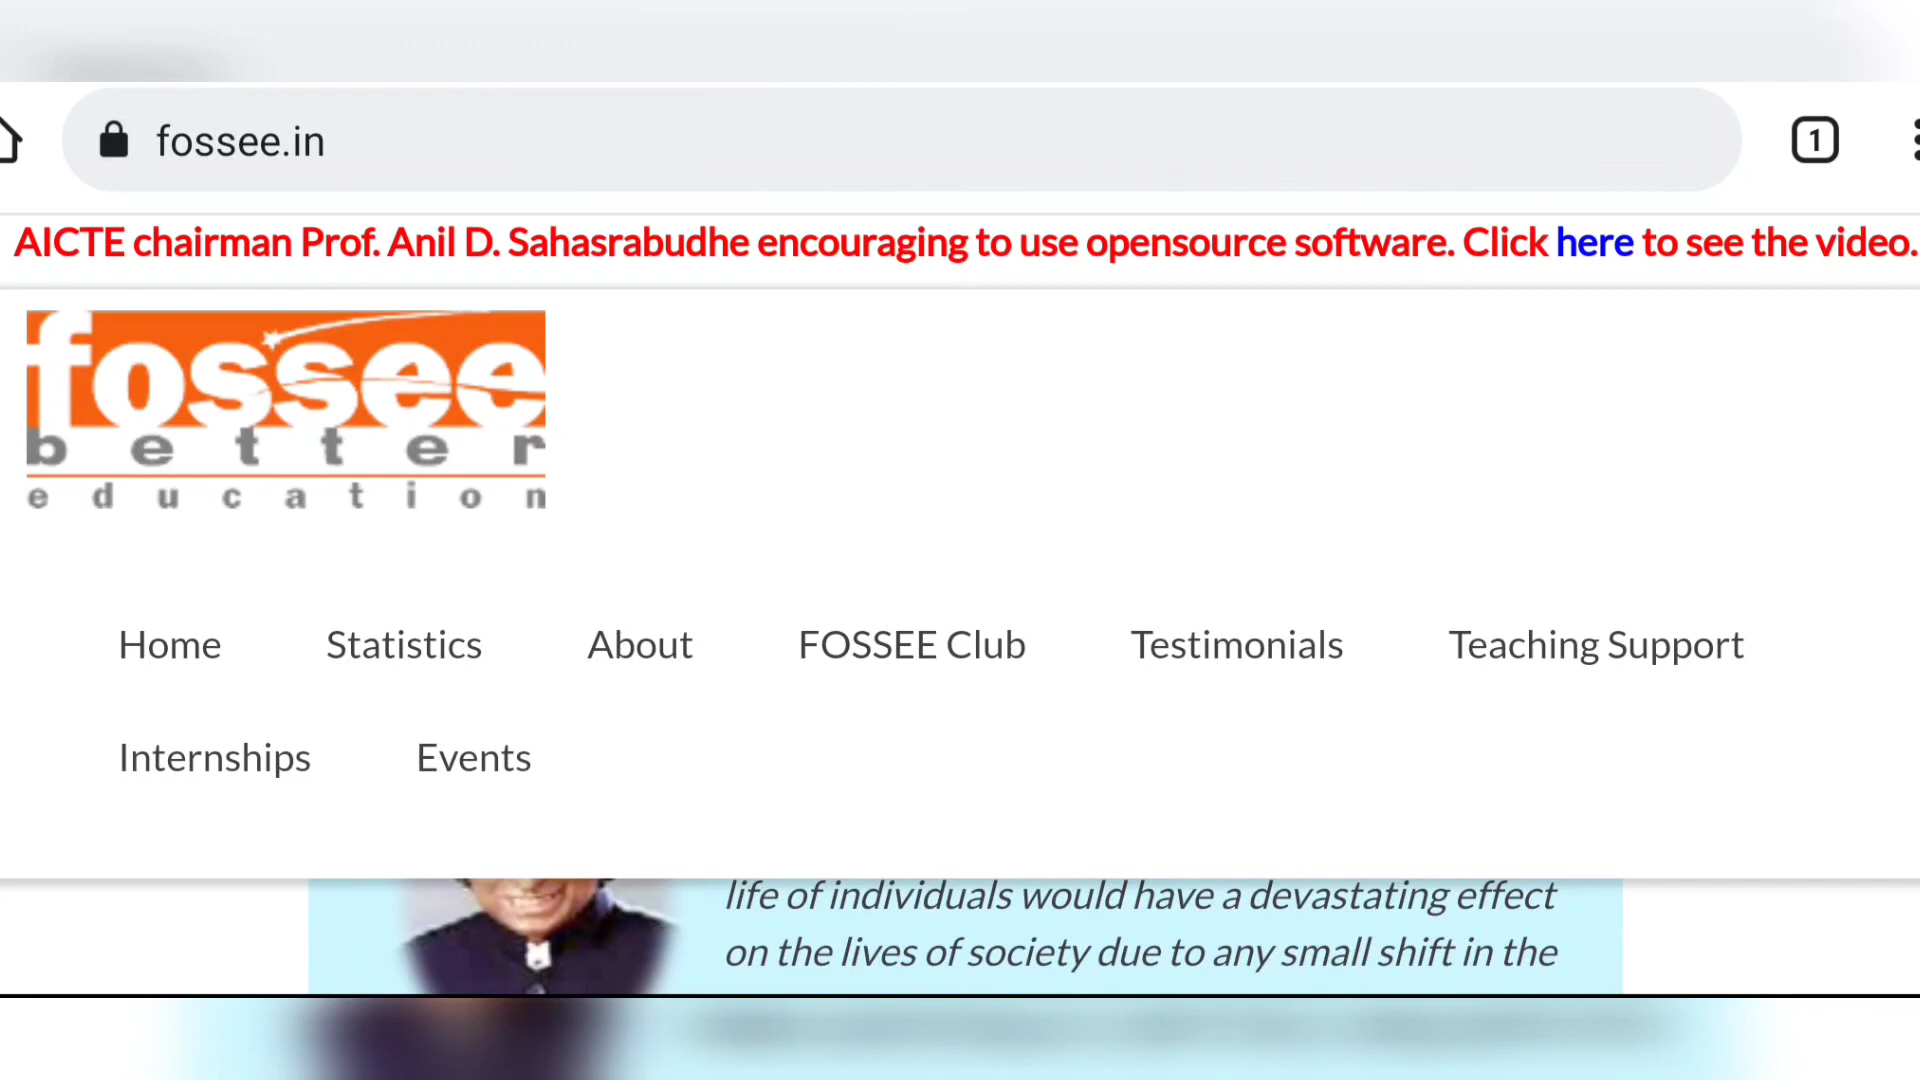 fossee.in
1
AICTE chairman Prof. Anil D. Sahasrabudhe encouraging to use opensource software. Click here to see the video.
fossee
better
education
Home Statistics About FOSSEE Club Testimonials Teaching Support
Internships Events
life of individuals would have a devastating effect
on the lives of society due to any small shift in the